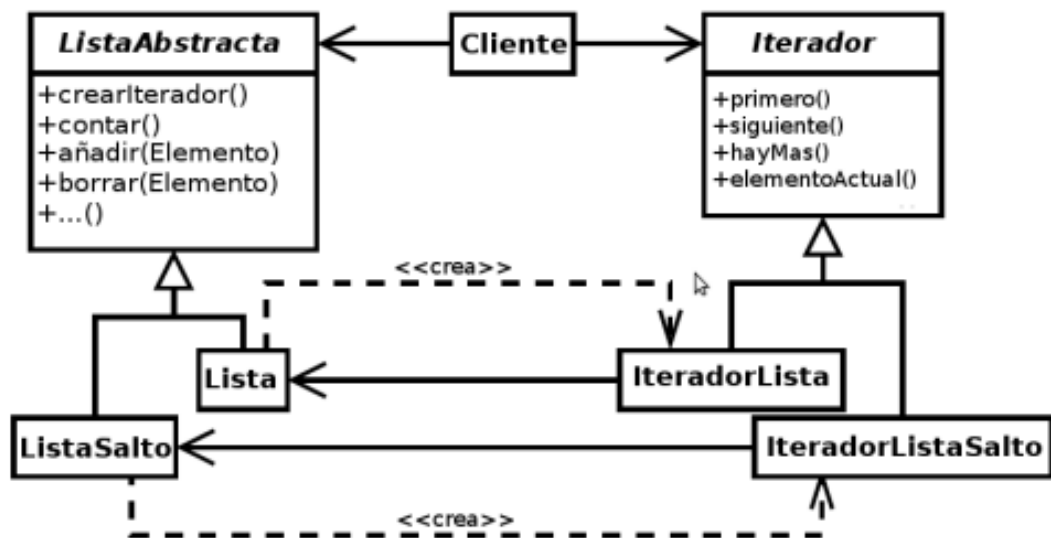 ListaAbstracta
+crearIterador()
+contar()
+añadir(Elemento)
+borrar(Elemento)
+...()
Cliente
Iterador
+primero()
+siguiente()
+hayMas()
+elementoActual()
<<crea>>
Lista
IteradorLista
ListaSalto
IteradorListaSalto
<<crea>>